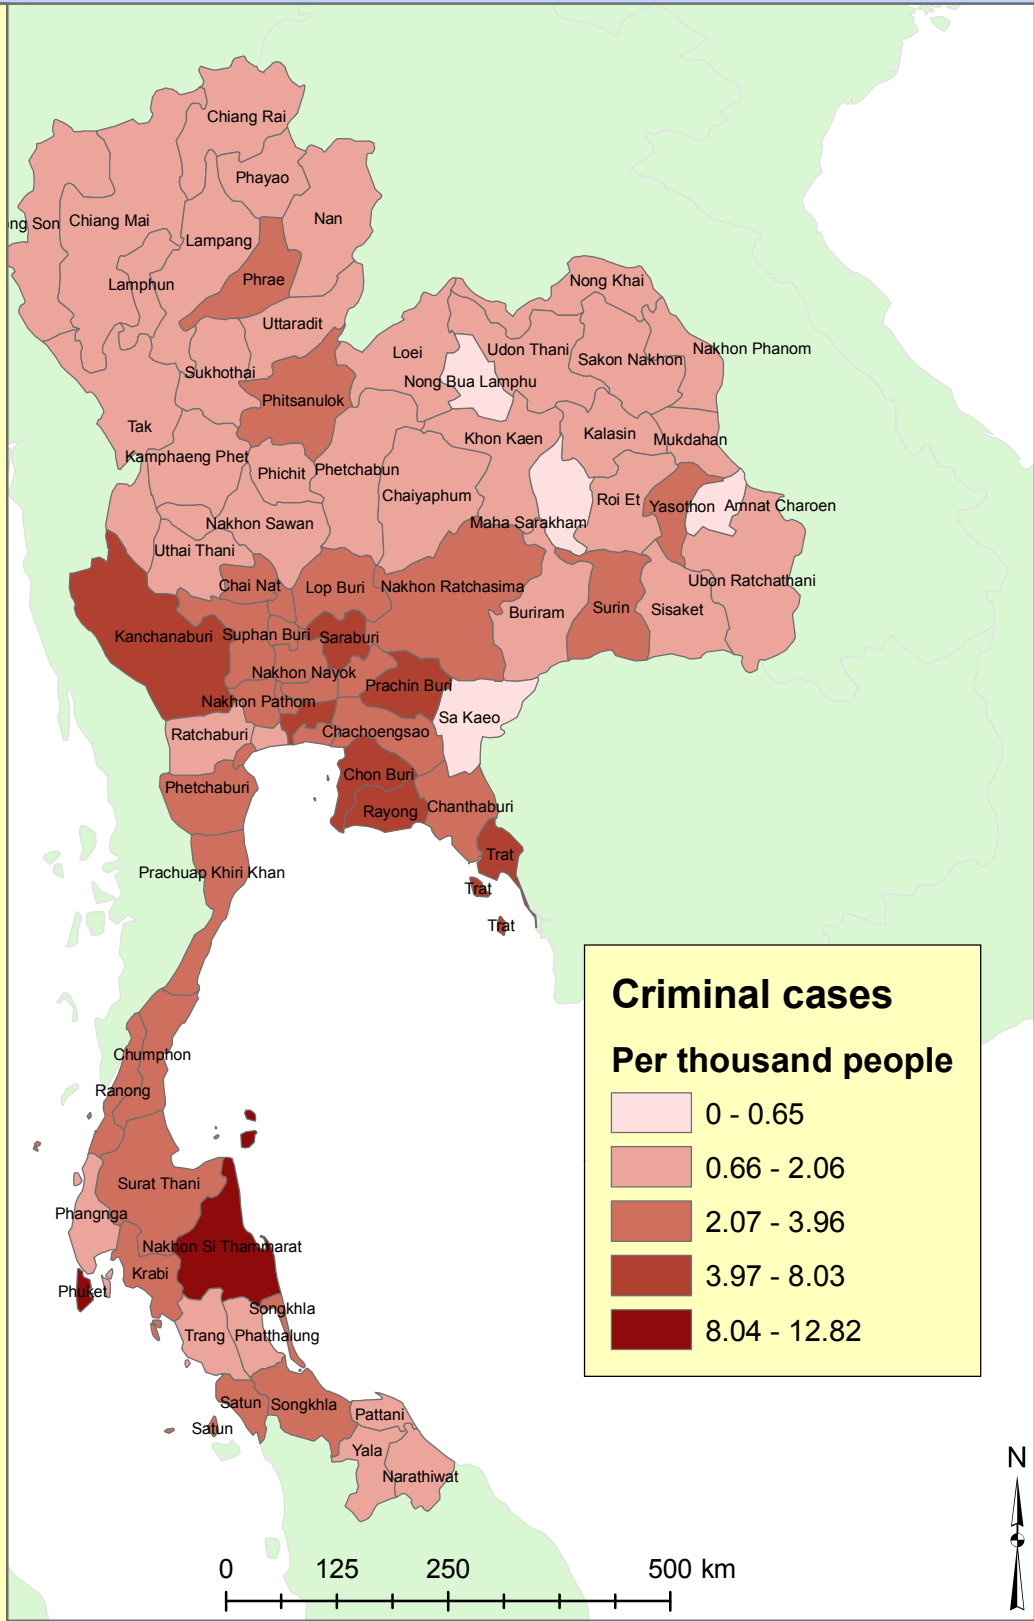 Chiang Rai
Phayao
Nan
ng Son
Chiang Mai
Lampang
Phrae
Lamphun
Nong Khai
Uttaradit
Loei
Udon Thani
Nakhon Phanom
Sakon Nakhon
Sukhothai
Nong Bua Lamphu
Phitsanulok
Tak
Khon Kaen
Kalasin
Mukdahan
Kamphaeng Phet
Phichit
Phetchabun
Chaiyaphum
Roi Et
Yasothon
Amnat Charoen
Nakhon Sawan
Maha Sarakham
Uthai Thani
Chai Nat
Lop Buri
Nakhon Ratchasima
Ubon Ratchathani
Buriram
Surin
Sisaket
Kanchanaburi
Suphan Buri
Saraburi
Nakhon Nayok
Prachin Buri
Nakhon Pathom
Sa Kaeo
Ratchaburi
Chachoengsao
Chon Buri
Phetchaburi
Rayong
Chanthaburi
Trat
Prachuap Khiri Khan
Trat
Trat
Criminal cases
Per thousand people
0 - 0.65
0.66 - 2.06
2.07 - 3.96
3.97 - 8.03
8.04 - 12.82
Chumphon
Ranong
Surat Thani
Phangnga
Nakhon Si Thammarat
Krabi
Phuket
Songkhla
Trang
Phatthalung
Satun
Songkhla
Pattani
Satun
Yala
Narathiwat
N
0 125 250 500 km